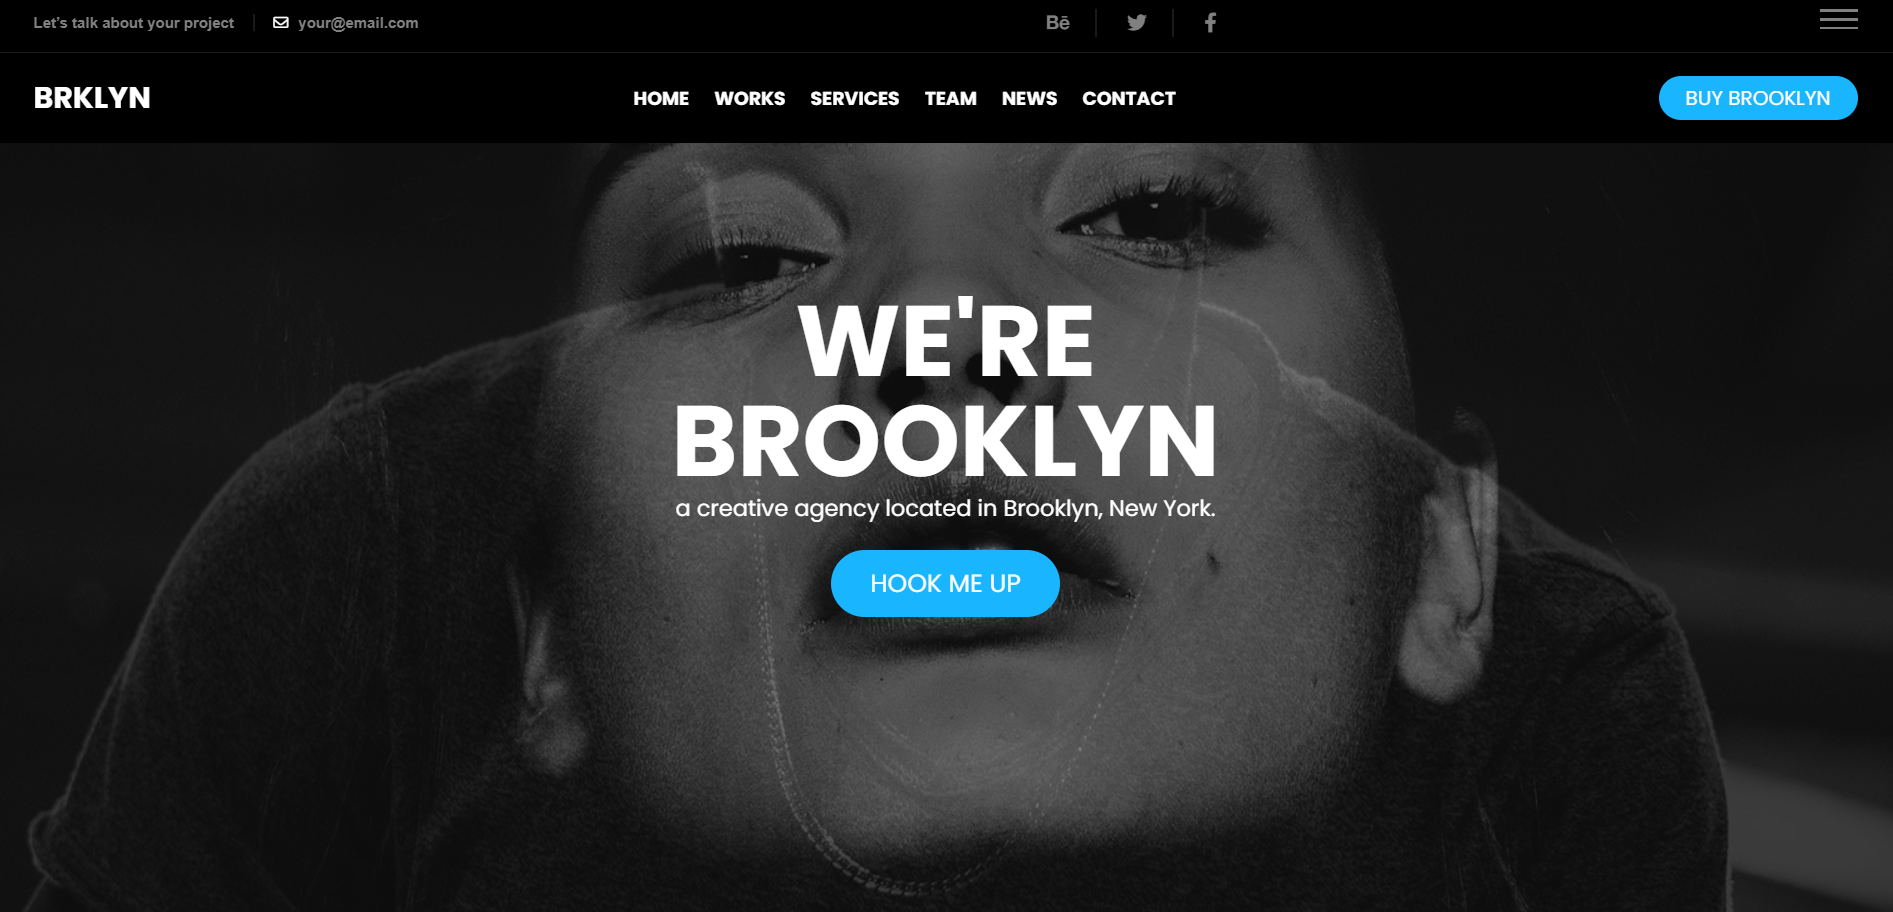 Let's talk about your project
your@email.com
Bē
BRKLYN
HOME WORKS SERVICES TEAM NEWS CONTACT
BUY BROOKLYN
WE'RE
BROOKLYN
a creative agency located in Brooklyn, New York.
HOOK ME UP